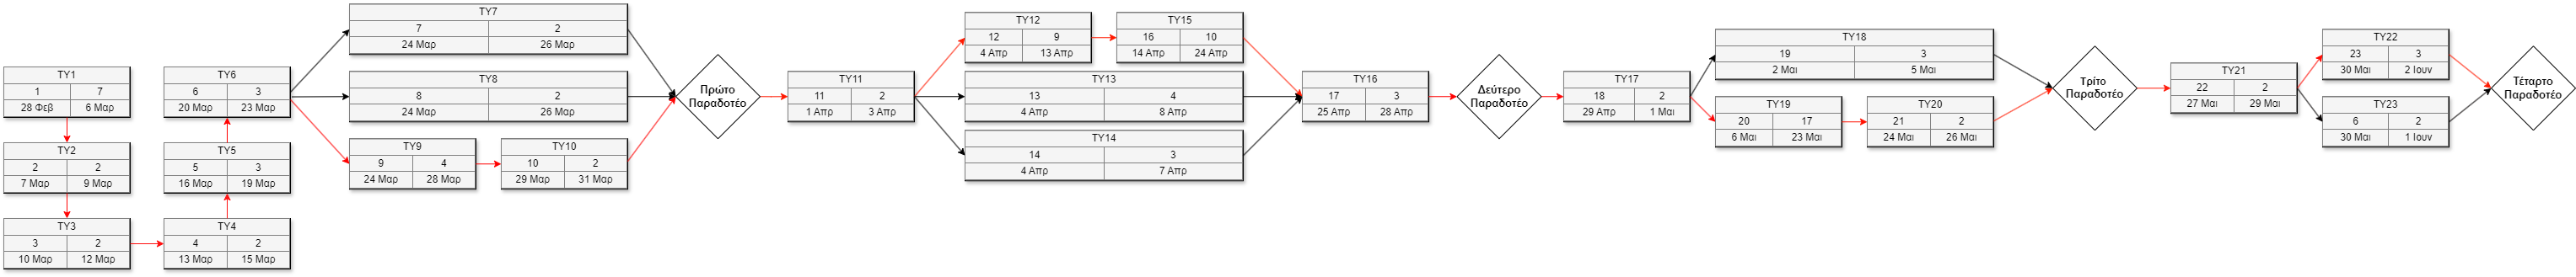 ΤΥ1
1 7
28 Φεβ 6 Μαρ
ΤΥ2
2 2
7 Μαρ 9 Μαρ
ΤΥ3
3 2
10 Μαρ 12 Μαρ
ΤΥ4
4 2
13 Μαρ 15 Μαρ
ΤΥ5
5 3
16 Μαρ 19 Μαρ
ΤΥ6
6 3
20 Μαρ 23 Μαρ
ΤΥ7
7 2
24 Μαρ 26 Μαρ
ΤΥ8
8 2
24 Μαρ 26 Μαρ
ΤΥ9
9 4
24 Μαρ 28 Μαρ
ΤΥ10
10 2
29 Μαρ 31 Μαρ
Πρώτο
Παραδοτέο
ΤΥ11
11 2
1 Απρ 3 Απρ
ΤΥ12
12 9
4 Απρ 13 Απρ
ΤΥ15
16 10
14 Απρ 24 Απρ
ΤΥ13
13 4
4 Απρ 8 Απρ
ΤΥ14
14 3
4 Απρ 7 Απρ
ΤΥ16
17 3
25 Απρ 28 Απρ
Δεύτερο
Παραδοτέο
ΤΥ17
18 2
29 Απρ 1 Μαι
ΤΥ18
19 3
2 Μαι 5 Μαι
ΤΥ19
20 17
6 Μαι 23 Μαι
ΤΥ20
21 2
24 Μαι 26 Μαι
Τρίτο
Παραδοτέο
ΤΥ21
22 2
27 Μαι 29 Μαι
ΤΥ22
23 3
30 Μαι 2 Ιουν
ΤΥ23
6 2
30 Μαι 1 Ιουν
Τέταρτο
Παραδοτέο